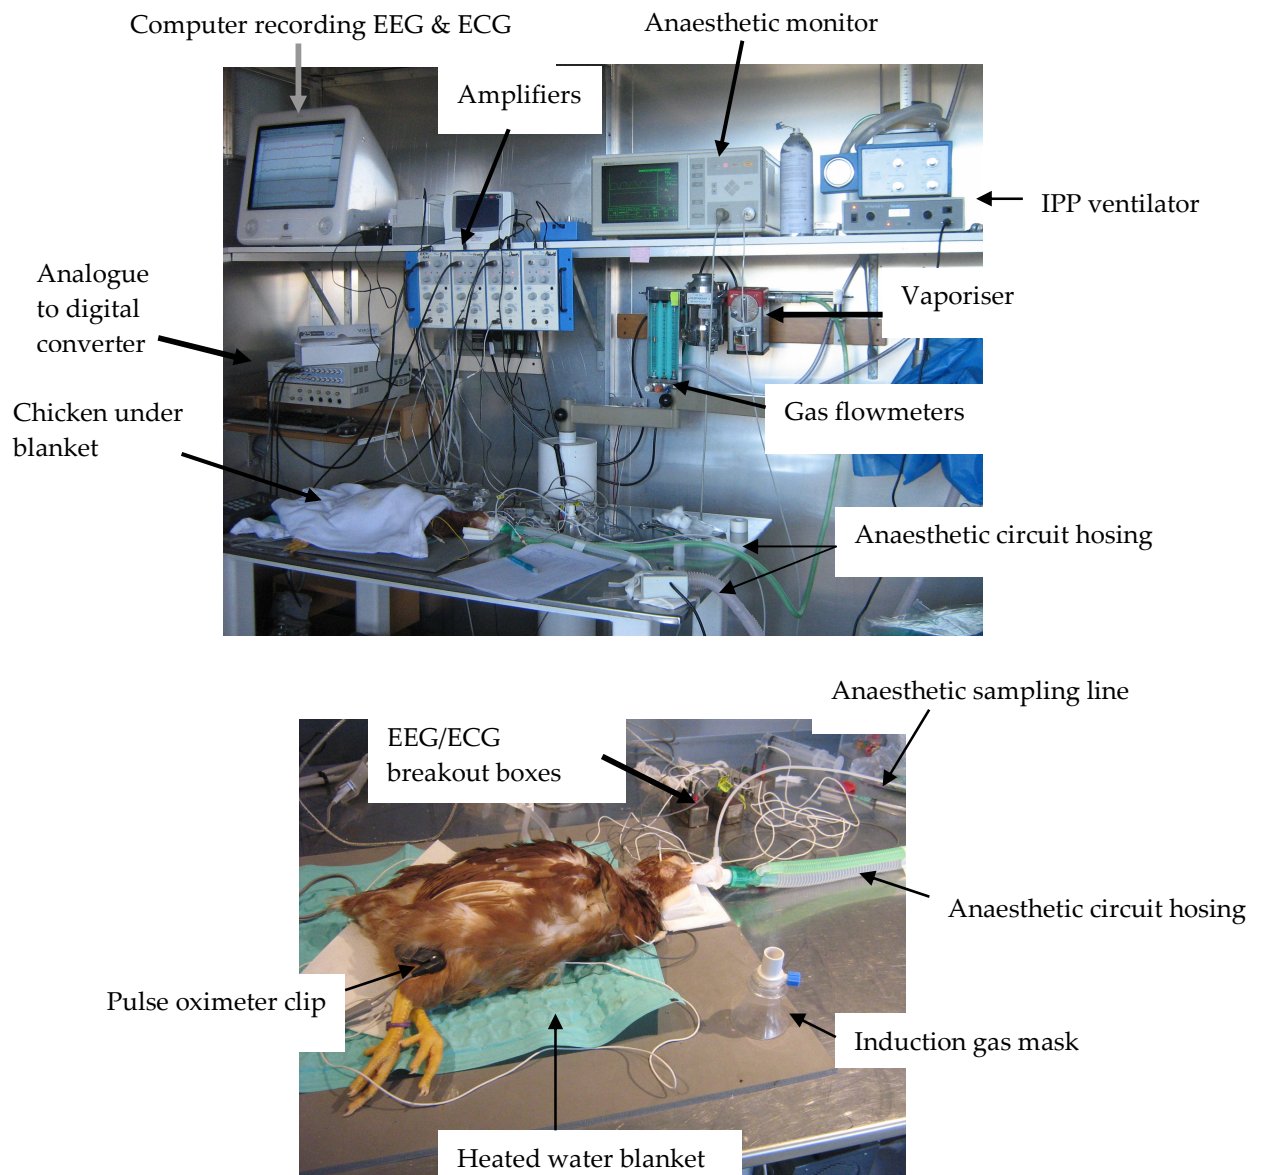 Computer recording EEG & ECG
Anaesthetic monitor
Amplifiers
IPP ventilator
Analogue
to digital
converter
Vaporiser
Chicken under
blanket
Gas flowmeters
Anaesthetic circuit hosing
Anaesthetic sampling line
EEG/ECG
breakout boxes
Anaesthetic circuit hosing
Pulse oximeter clip
Induction gas mask
Heated water blanket